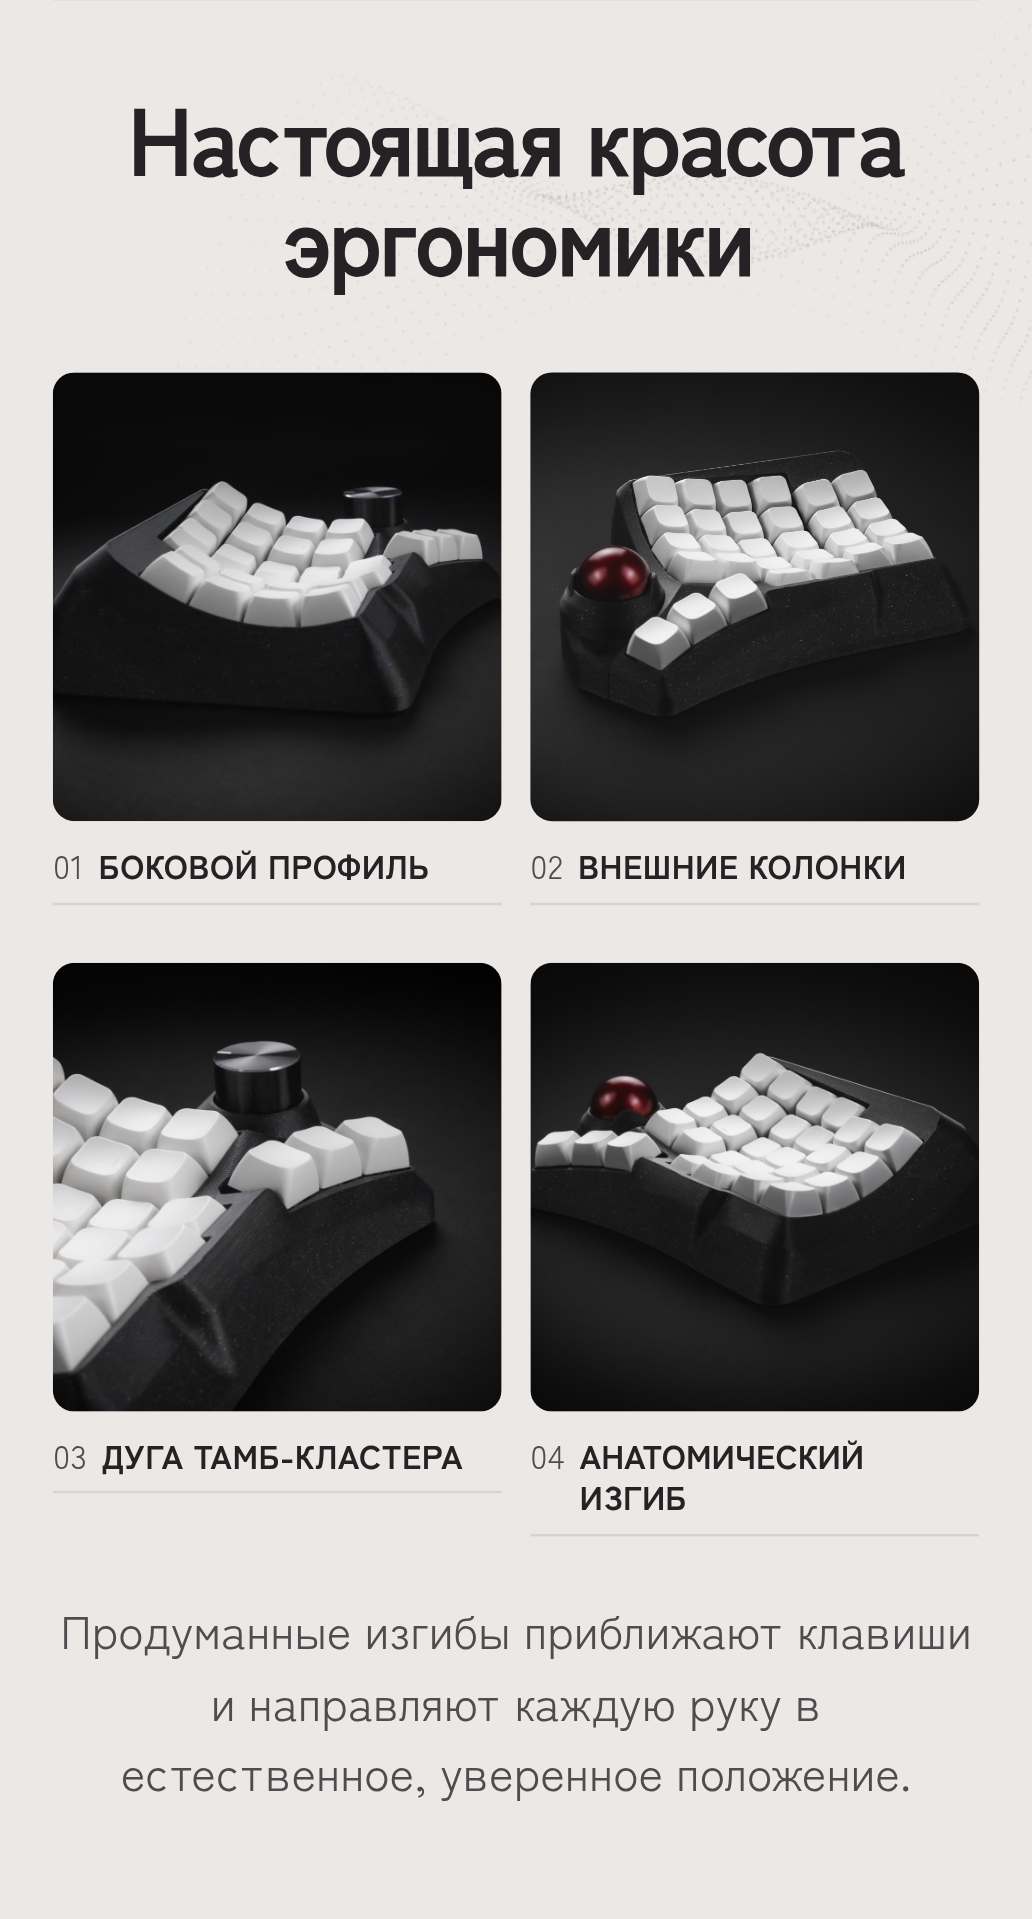 Настоящая красота
эргономики
01 БОКОВОЙ ПРОФИЛЬ
02 ВНЕШНИЕ КОЛОНКИ
03 ДУГА ТАМБ-КЛАСТЕРА
04 АНАТОМИЧЕСКИЙ
ИЗГИБ
Продуманные изгибы приближают клавиши
и направляют каждую руку в
естественное, уверенное положение.